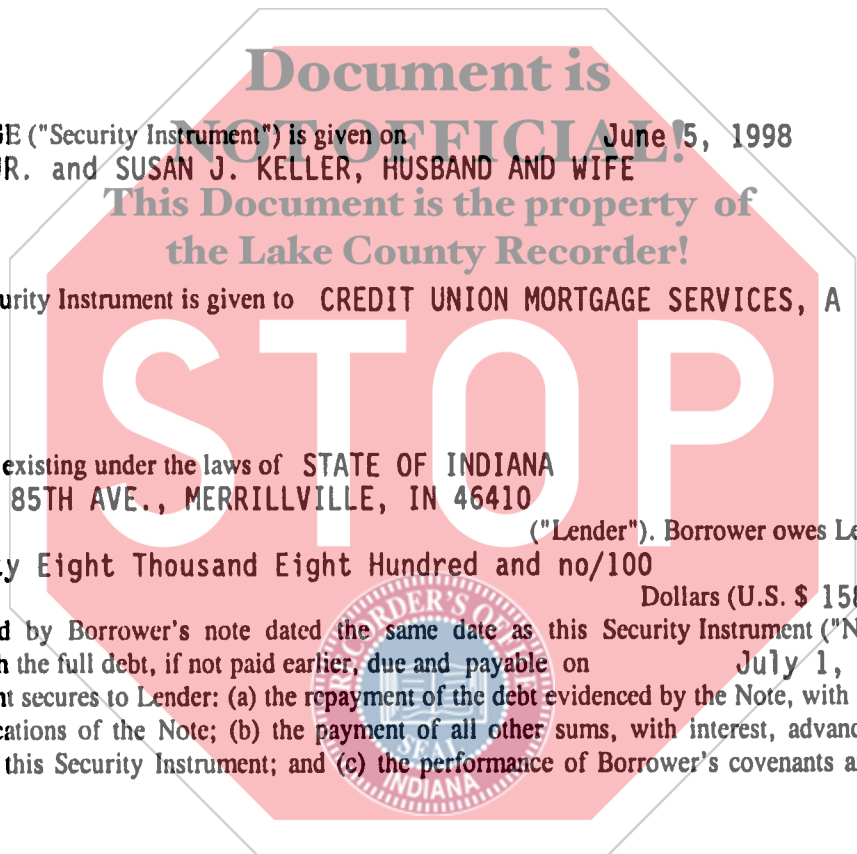 Document is
GE ("Security Instrument") is given on June 5, 1998
NOT OFFICIAL!
JR. and SUSAN J. KELLER, HUSBAND AND WIFE
This Document is the property of
the Lake County Recorder!
urity Instrument is given to CREDIT UNION MORTGAGE SERVICES, A
STOP
existing under the laws of STATE OF INDIANA
85TH AVE., MERRILLVILLE, IN 46410
("Lender"). Borrower owes Le
y Eight Thousand Eight Hundred and no/100
Dollars (U.S. $ 158
d by Borrower's note dated the same date as this Security Instrument ("N
h the full debt, if not paid earlier, due and payable on July 1,
nt secures to Lender: (a) the repayment of the debt evidenced by the Note, with
cations of the Note; (b) the payment of all other sums, with interest, advanc
this Security Instrument; and (c) the performance of Borrower's covenants a
RECORDER'S OFFICE
SEAL
INDIANA